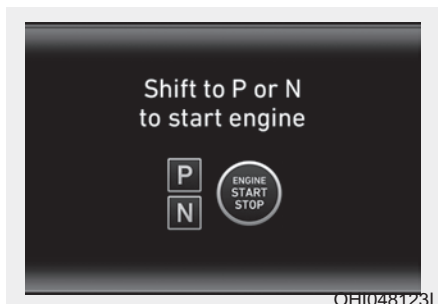 Shift to P or N
to start engine
P
N
ENGINE
START
STOP
OHI048123L